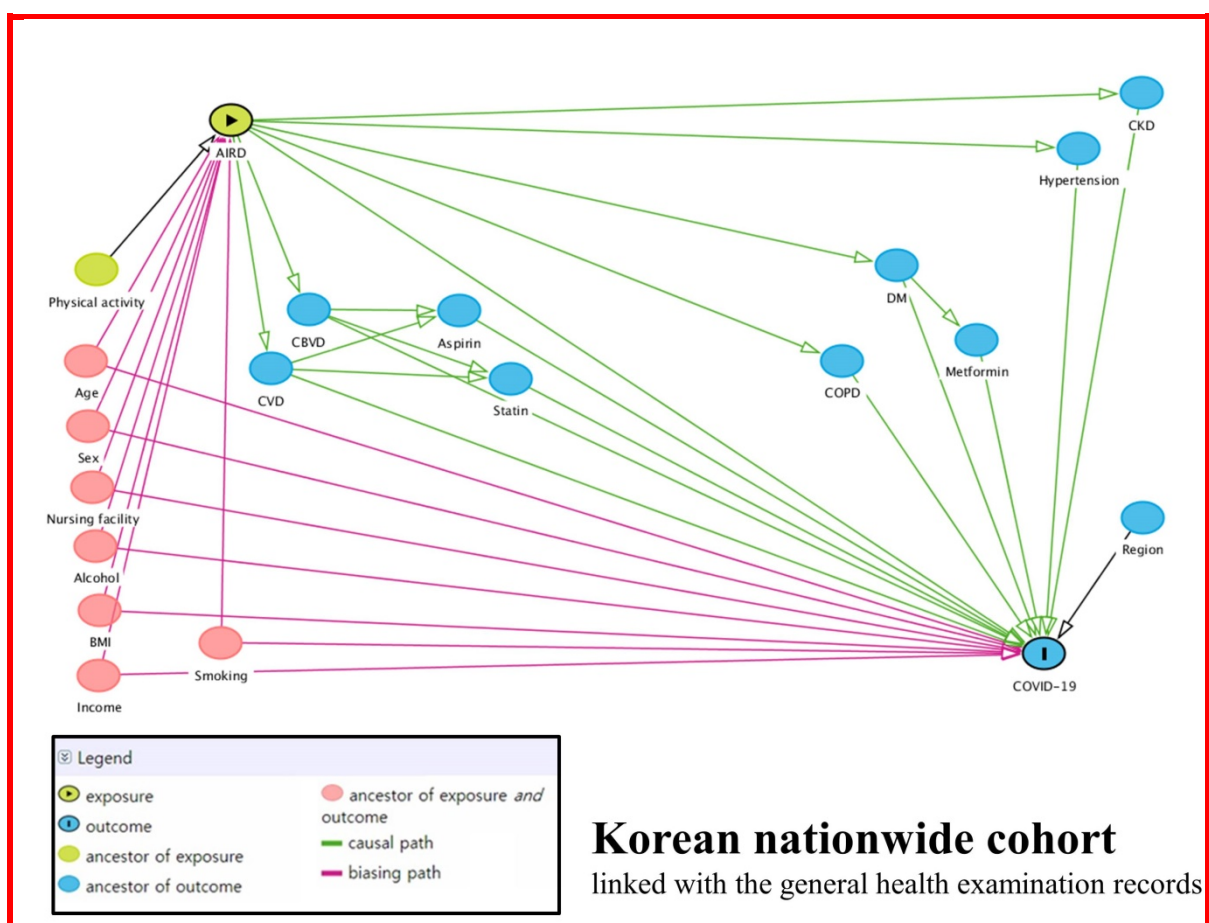 AIRD
CKD
Hypertension
Physical activity
DM
CBVD
Aspirin
Metformin
COPD
CVD
Statin
Age
Sex
Nursing facility
Region
Alcohol
BMI
Smoking
Income
COVID-19
Legend
exposure
outcome
ancestor of exposure
ancestor of outcome
ancestor of exposure and
outcome
causal path
biasing path
Korean nationwide cohort
linked with the general health examination records